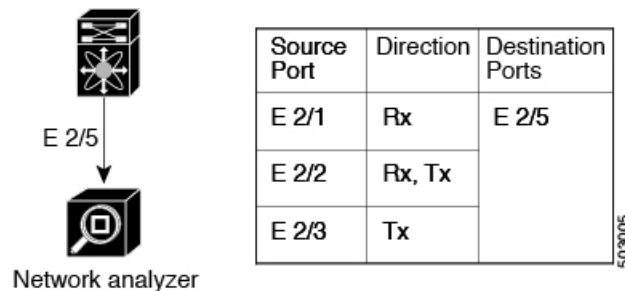 E 2/5
Network analyzer
Source Port
Direction
Destination Ports
E 2/1
Rx
E 2/5
E 2/2
Rx, Tx
E 2/3
Tx
503005